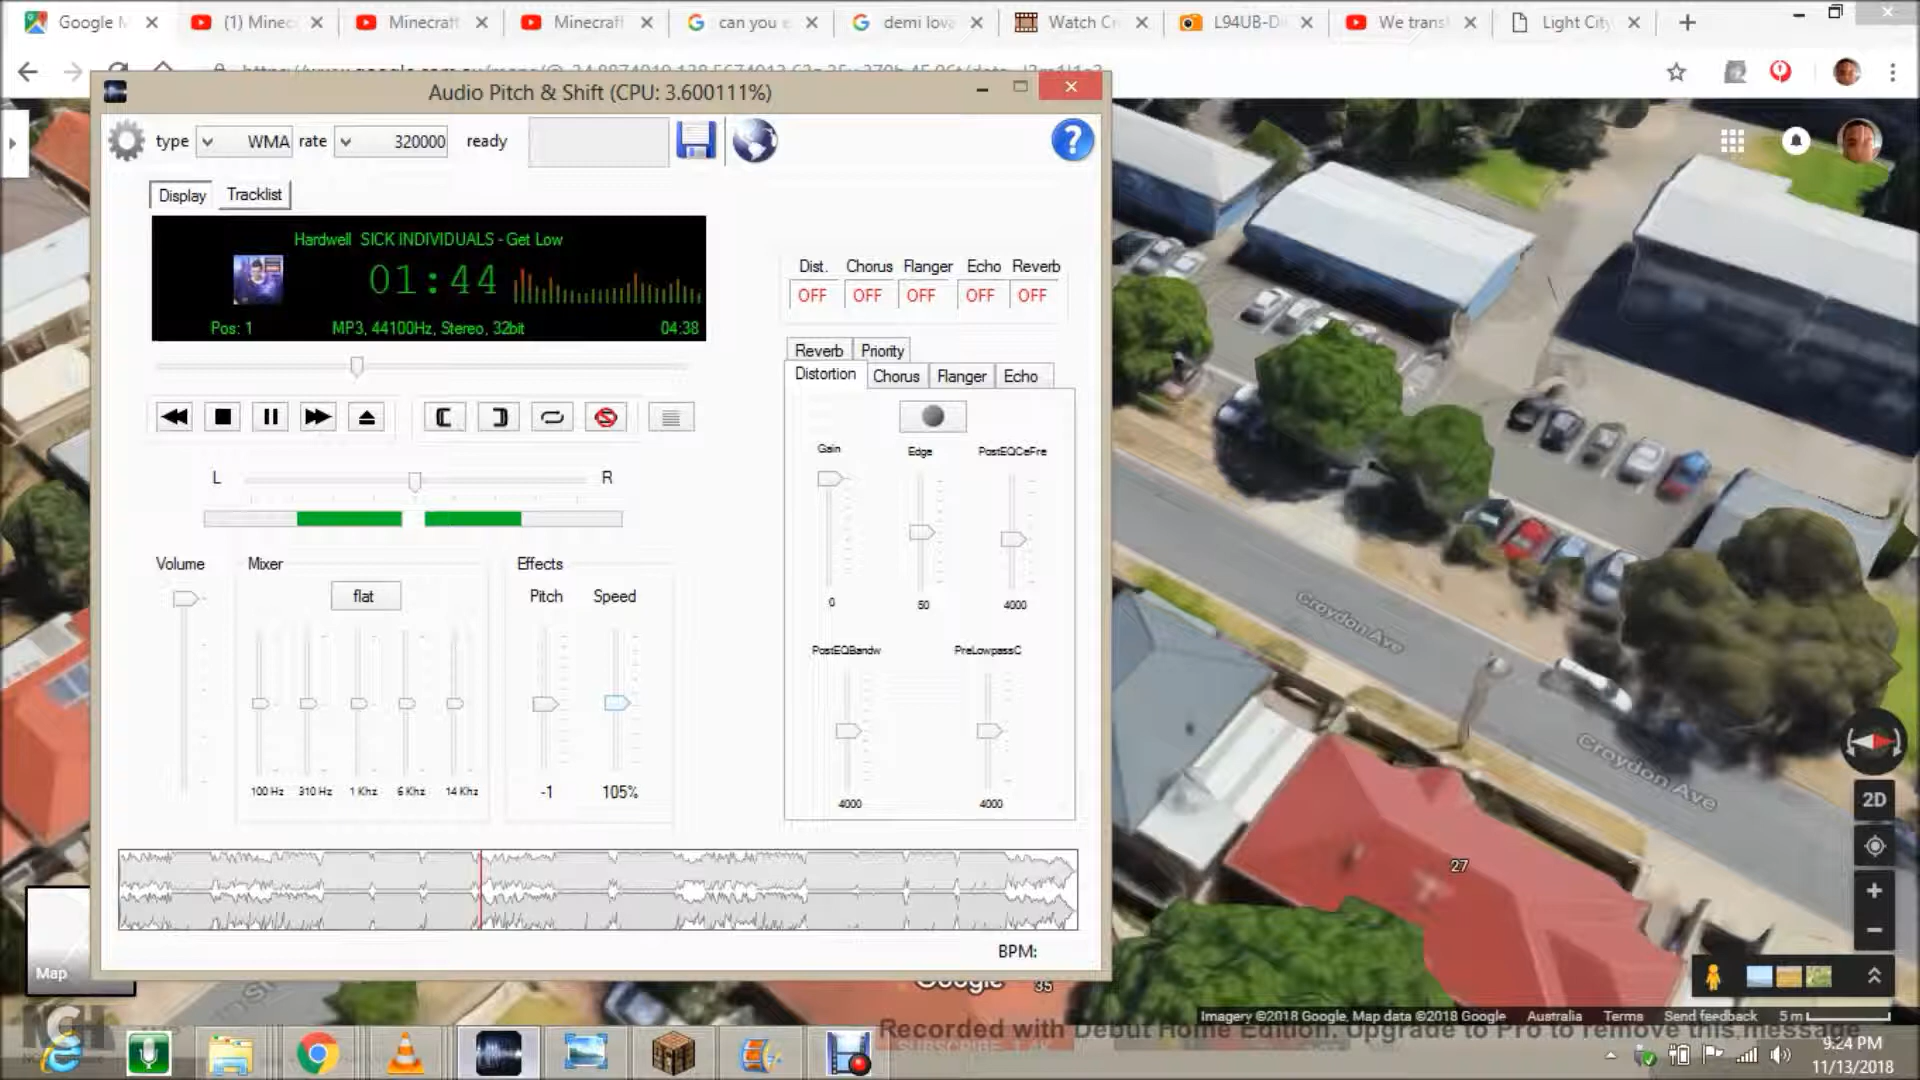 Google M
(1) Minec
Minecraft
Minecraft
can you e
demi lova
Watch Cr
L94UB-Di
We transl
Light City
Audio Pitch & Shift (CPU: 3.600111%)
type WMA rate 320000 ready
Display Tracklist
Hardwell SICK INDIVIDUALS - Get Low
01:44
Pos: 1 MP3, 44100Hz, Stereo, 32bit 04:38
Dist. Chorus Flanger Echo Reverb
OFF OFF OFF OFF OFF
Reverb Priority
Distortion Chorus Flanger Echo
Gain Edge PostEQCeFre
0 50 4000
PostEQBandw PreLowpassC
4000 4000
L R
Volume Mixer Effects
flat Pitch Speed
100 Hz 310 Hz 1 Khz 6 Khz 14 Khz -1 105%
BPM:
Croydon Ave
Croydon Ave
27
35
2D
Map
Google
Imagery ©2018 Google, Map data ©2018 Google Australia Terms Send feedback 5 m
Recorded with Debut Home Edition. Upgrade to Pro to remove this message
NCH
9:24 PM
11/13/2018